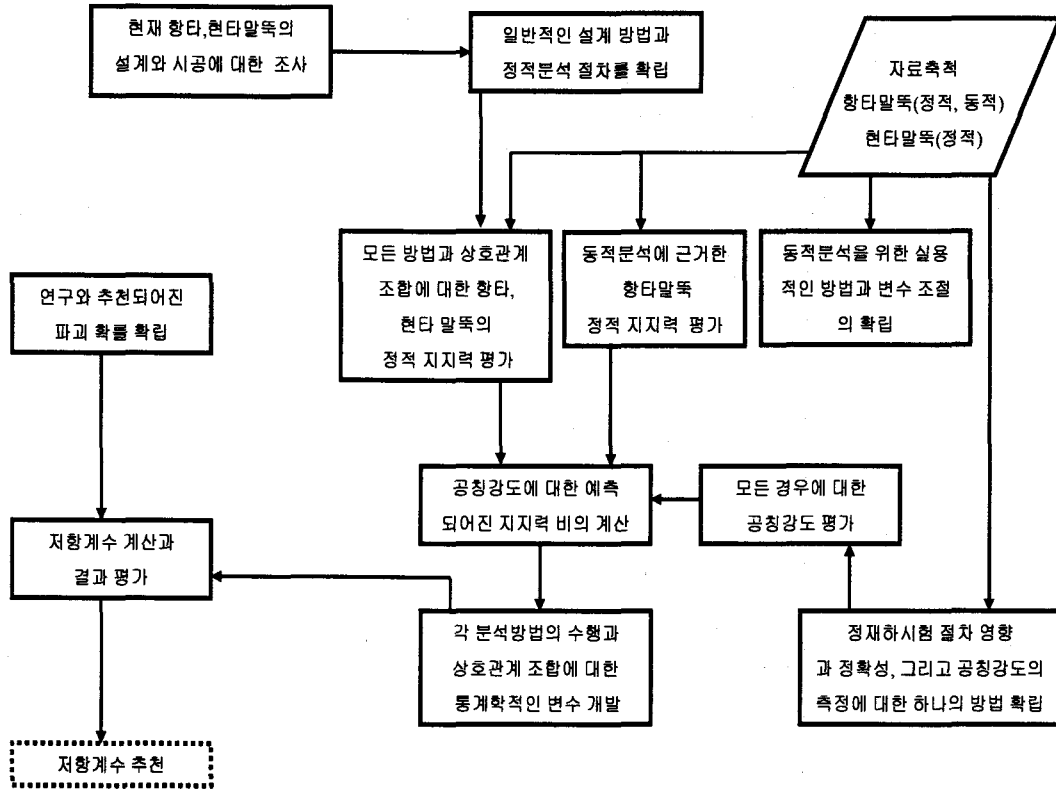 현재 항타,현타말뚝의
설계와 시공에 대한 조사
일반적인 설계 방법과
정적분석 절차를 확립
자료축척
항타말뚝(정적, 동적)
현타말뚝(정적)
모든 방법과 상호관계
조합에 대한 항타,
현타 말뚝의
정적 지지력 평가
동적분석에 근거한
항타말뚝
정적 지지력 평가
동적분석을 위한 실용
적인 방법과 변수 조절
의 확립
연구와 추천되어진
파괴 확률 확립
공칭강도에 대한 예측
되어진 지지력 비의 계산
모든 경우에 대한
공칭강도 평가
저항계수 계산과
결과 평가
각 분석방법의 수행과
상호관계 조합에 대한
통계학적인 변수 개발
정재하시험 절차 영향
과 정확성, 그리고 공칭강도의
측정에 대한 하나의 방법 확립
저항계수 추천